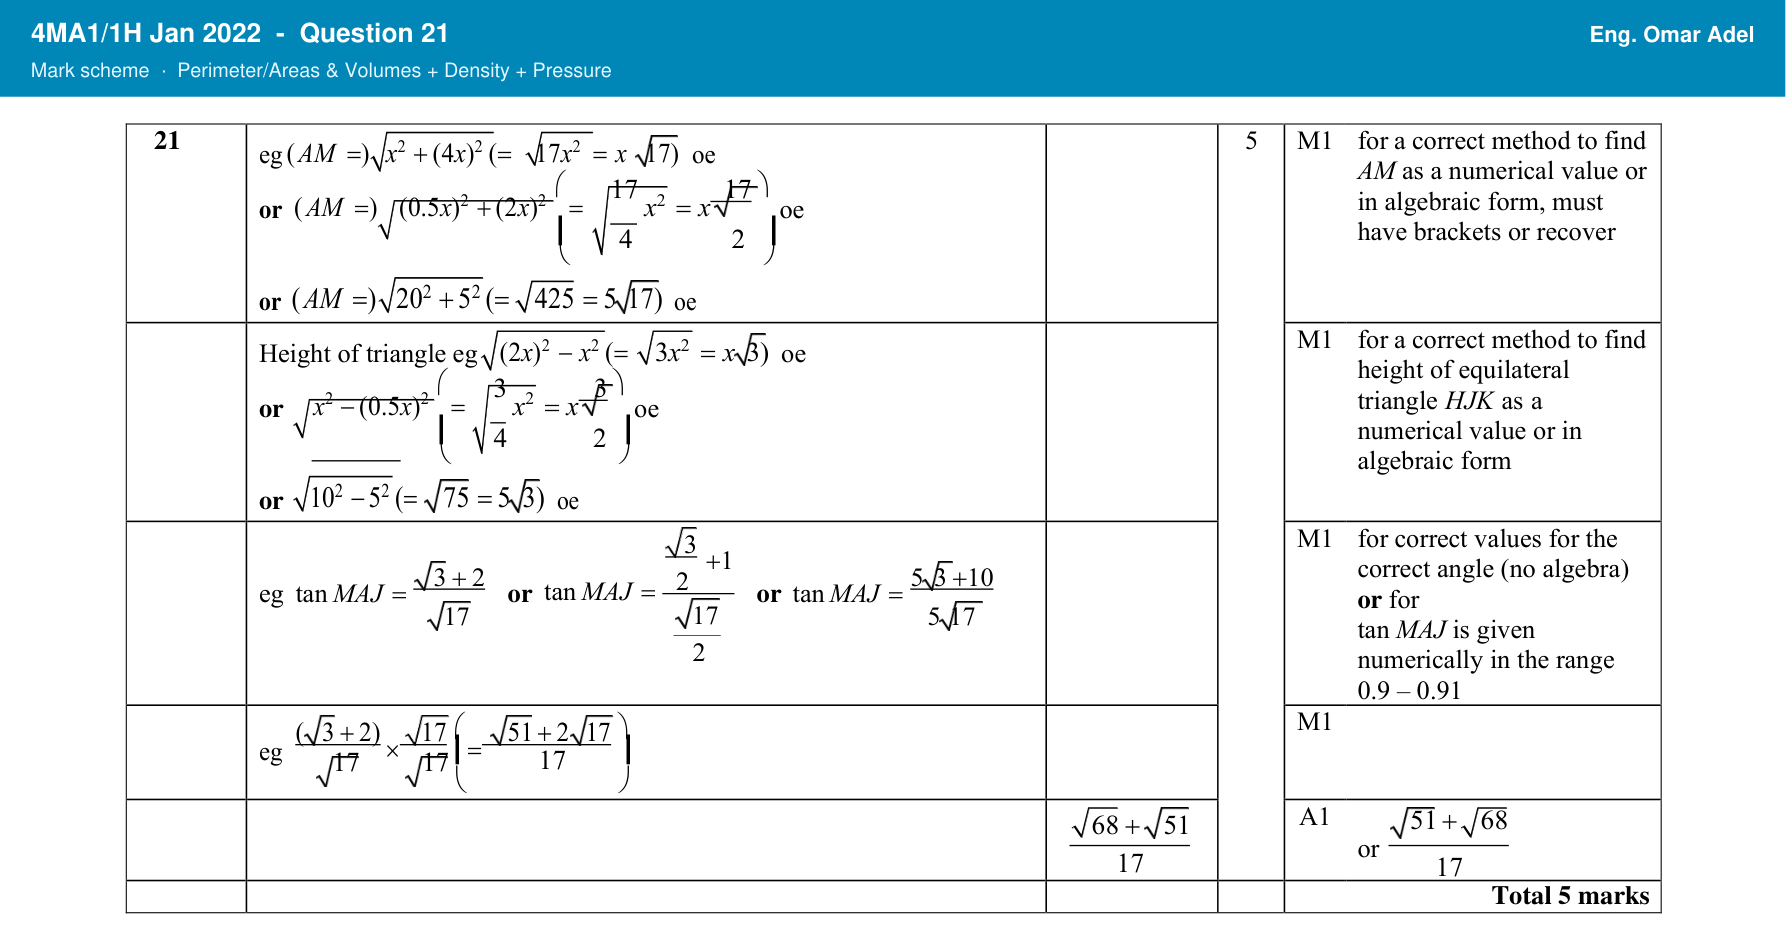 4MA1/1H Jan 2022 - Question 21
Eng. Omar Adel
Mark scheme · Perimeter/Areas & Volumes + Density + Pressure
21
eg (AM =)√(x² + (4x)²) (= √(17x²) = x√17) oe
or (AM =)√((0.5x)² + (2x)²) (= √(17/4 x²) = x √17/2) oe
or (AM =)√(20² + 5²) (= √425 = 5√17) oe
5
M1 for a correct method to find
AM as a numerical value or
in algebraic form, must
have brackets or recover
Height of triangle eg √((2x)² − x²) (= √(3x²) = x√3) oe
or √(x² − (0.5x)²) (= √(3/4 x²) = x √3/2) oe
or √(10² − 5²) (= √75 = 5√3) oe
M1 for a correct method to find
height of equilateral
triangle HJK as a
numerical value or in
algebraic form
eg tan MAJ = (√3 + 2)/√17 or tan MAJ = (√3/2 + 1)/(√17/2) or tan MAJ = (5√3 + 10)/(5√17)
M1 for correct values for the
correct angle (no algebra)
or for
tan MAJ is given
numerically in the range
0.9 – 0.91
eg (√3 + 2)/√17 × √17/√17 (= (√51 + 2√17)/17)
M1
(√68 + √51)/17
A1 or (√51 + √68)/17
Total 5 marks